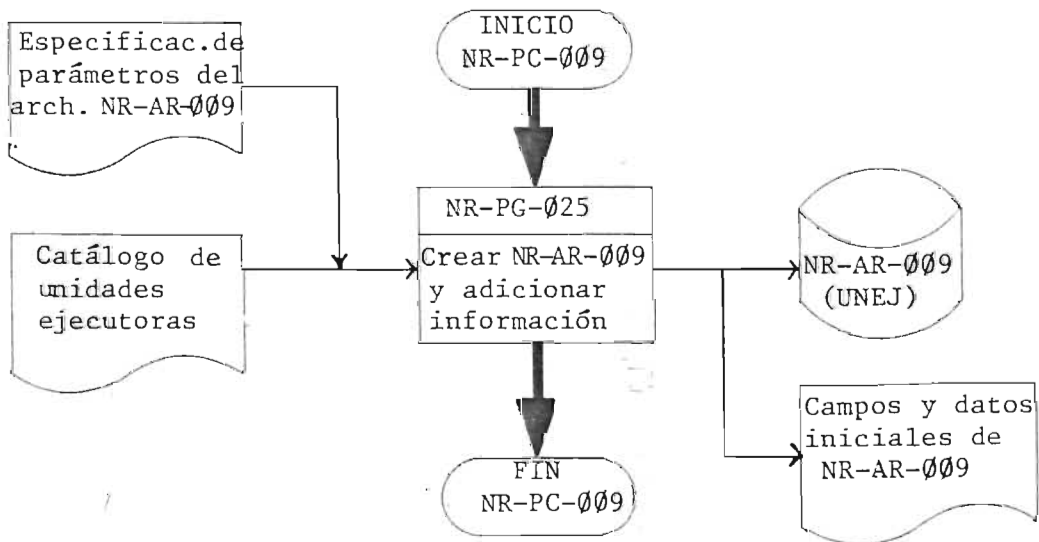 Especificac.de
parámetros del
arch. NR-AR-ØØ9
INICIO
NR-PC-ØØ9
Catálogo de
unidades
ejecutoras
NR-PG-Ø25
Crear NR-AR-ØØ9
y adicionar
información
NR-AR-ØØ9
(UNEJ)
Campos y datos
iniciales de
NR-AR-ØØ9
FIN
NR-PC-ØØ9